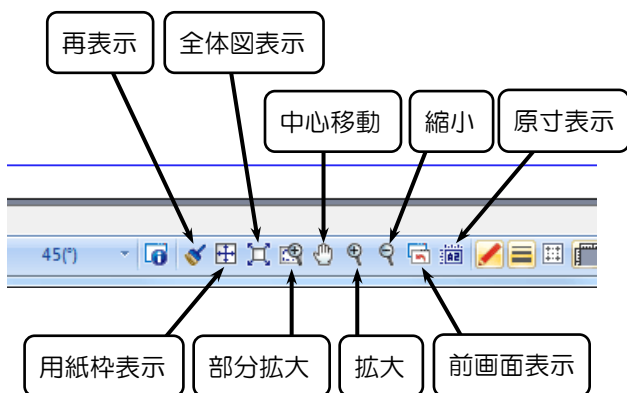 再表示
全体図表示
中心移動
縮小
原寸表示
45(°)
A2
用紙枠表示
部分拡大
拡大
前画面表示